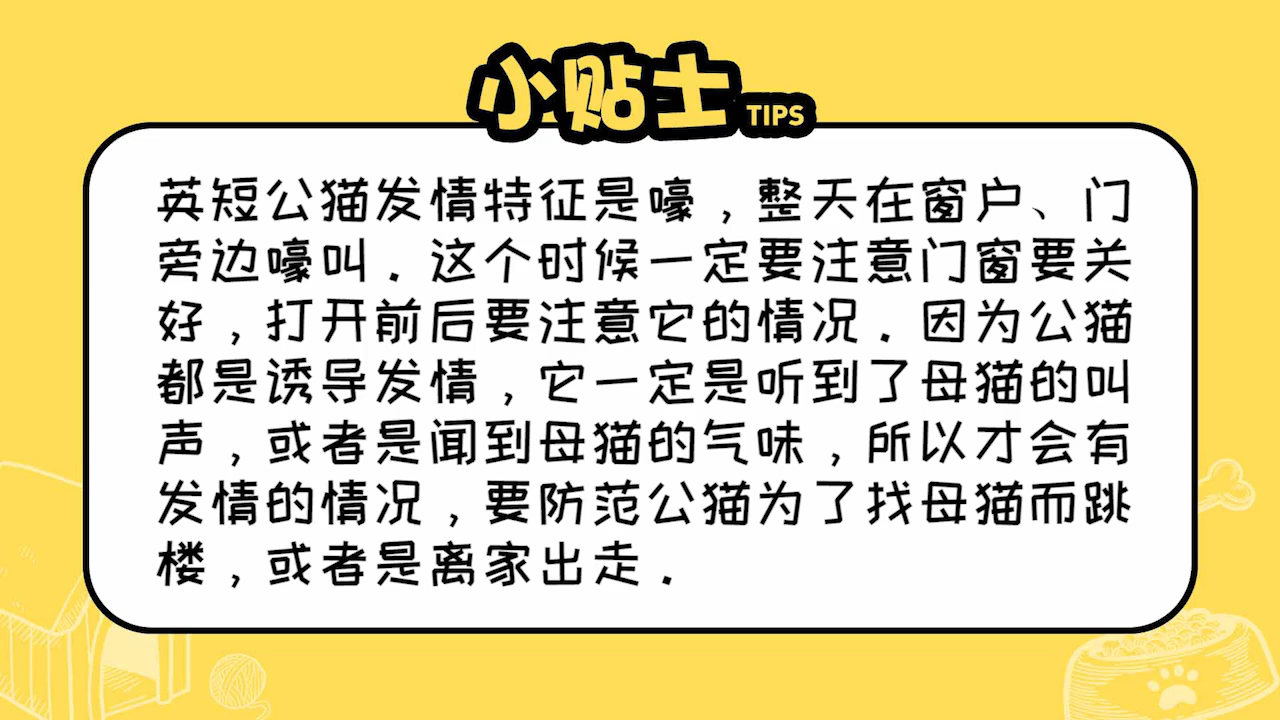 小贴士 TIPS
英短公猫发情特征是嚎，整天在窗户、门
旁边嚎叫．这个时候一定要注意门窗要关
好，打开前后要注意它的情况．因为公猫
都是诱导发情，它一定是听到了母猫的叫
声，或者是闻到母猫的气味，所以才会有
发情的情况，要防范公猫为了找母猫而跳
楼，或者是离家出走．